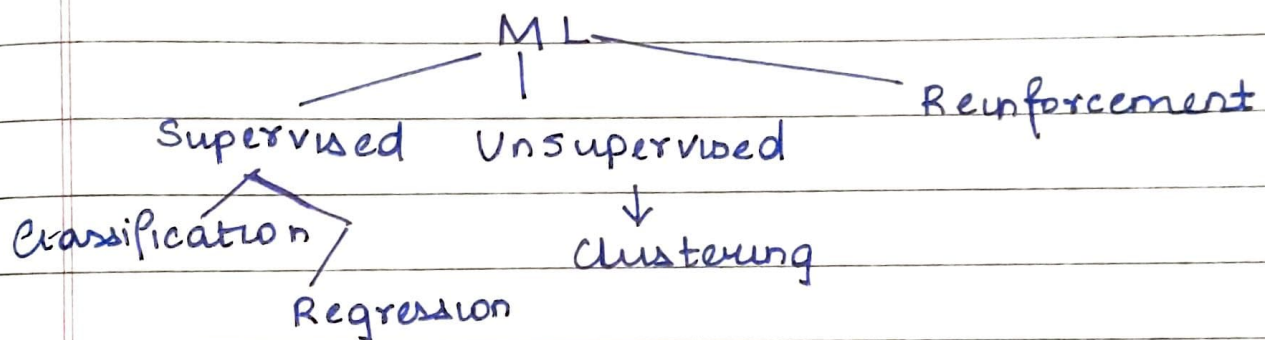 ML
Reinforcement
Supervised Unsupervised
Classification
Clustering
Regression